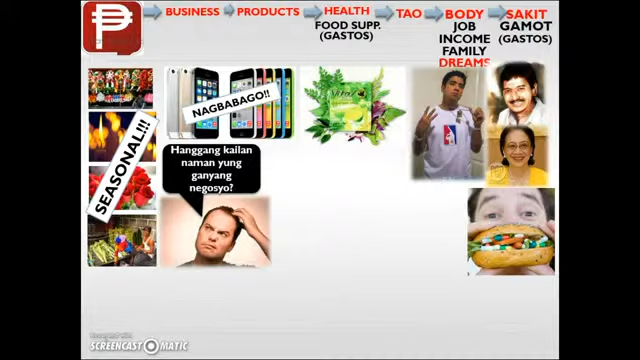 ₱
BUSINESS
PRODUCTS
HEALTH
FOOD SUPP.
(GASTOS)
TAO
BODY
JOB
INCOME
FAMILY
DREAMS
SAKIT
GAMOT
(GASTOS)
SEASONAL!!!
NAGBABAGO!!
Hanggang kailan
naman yung
ganyang
negosyo?
SCREENCAST MATIC